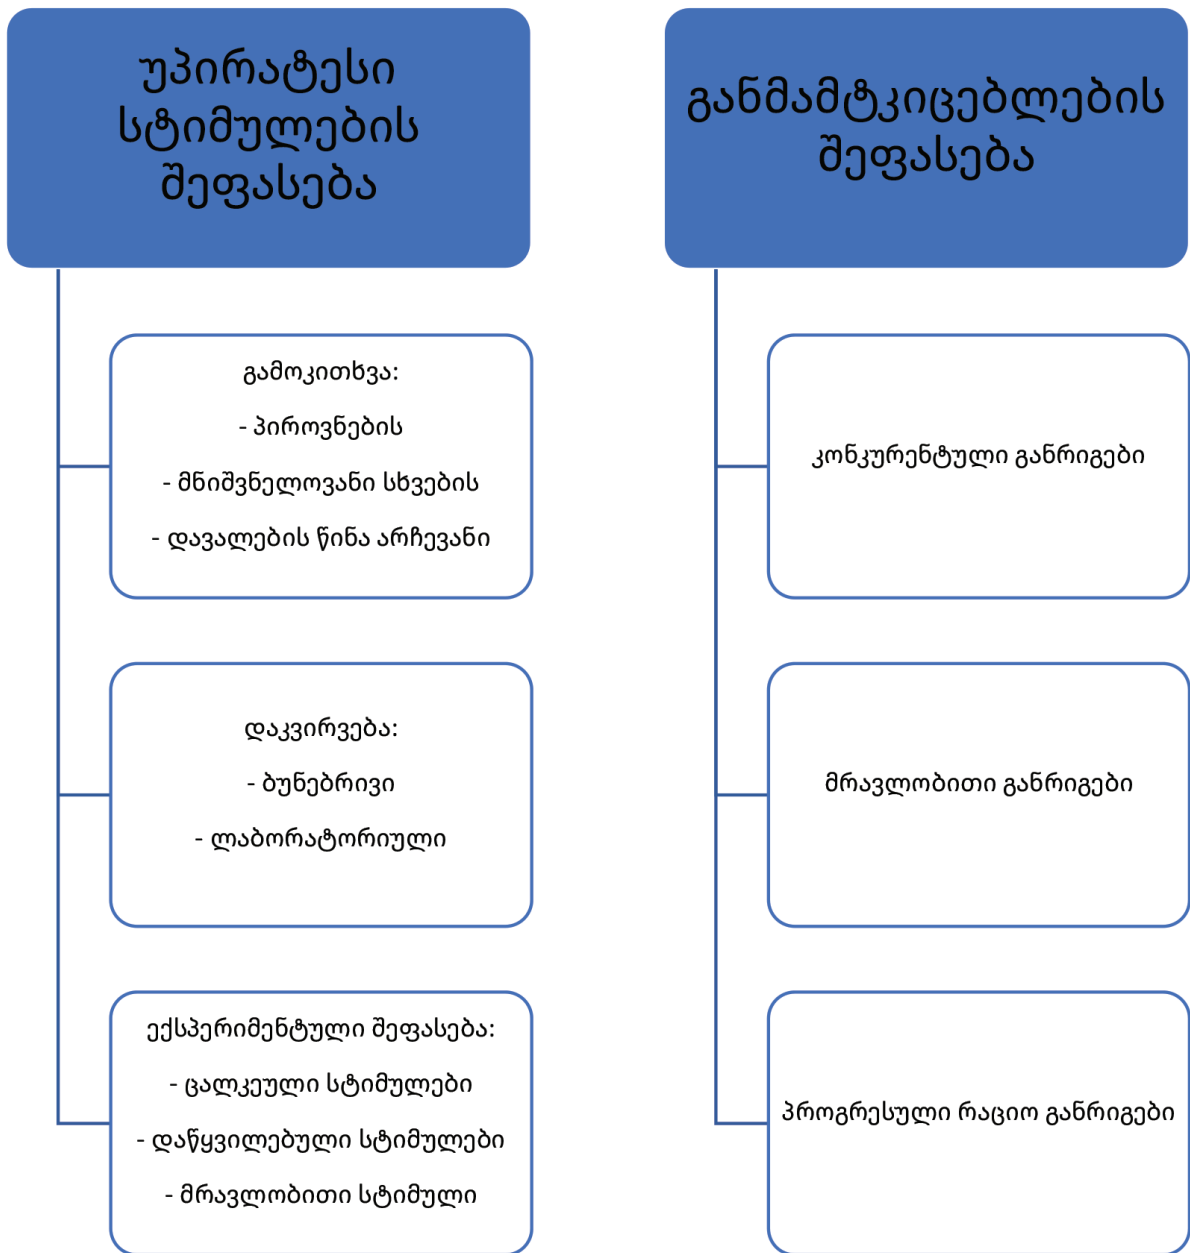 უპირატესი
სტიმულების
შეფასება
გამოკითხვა:
- პიროვნების
- მნიშვნელოვანი სხვების
- დავალების წინა არჩევანი
დაკვირვება:
- ბუნებრივი
- ლაბორატორიული
ექსპერიმენტული შეფასება:
- ცალკეული სტიმულები
- დაწყვილებული სტიმულები
- მრავლობითი სტიმული
განმამტკიცებლების
შეფასება
კონკურენტული განრიგები
მრავლობითი განრიგები
პროგრესული რაციო განრიგები